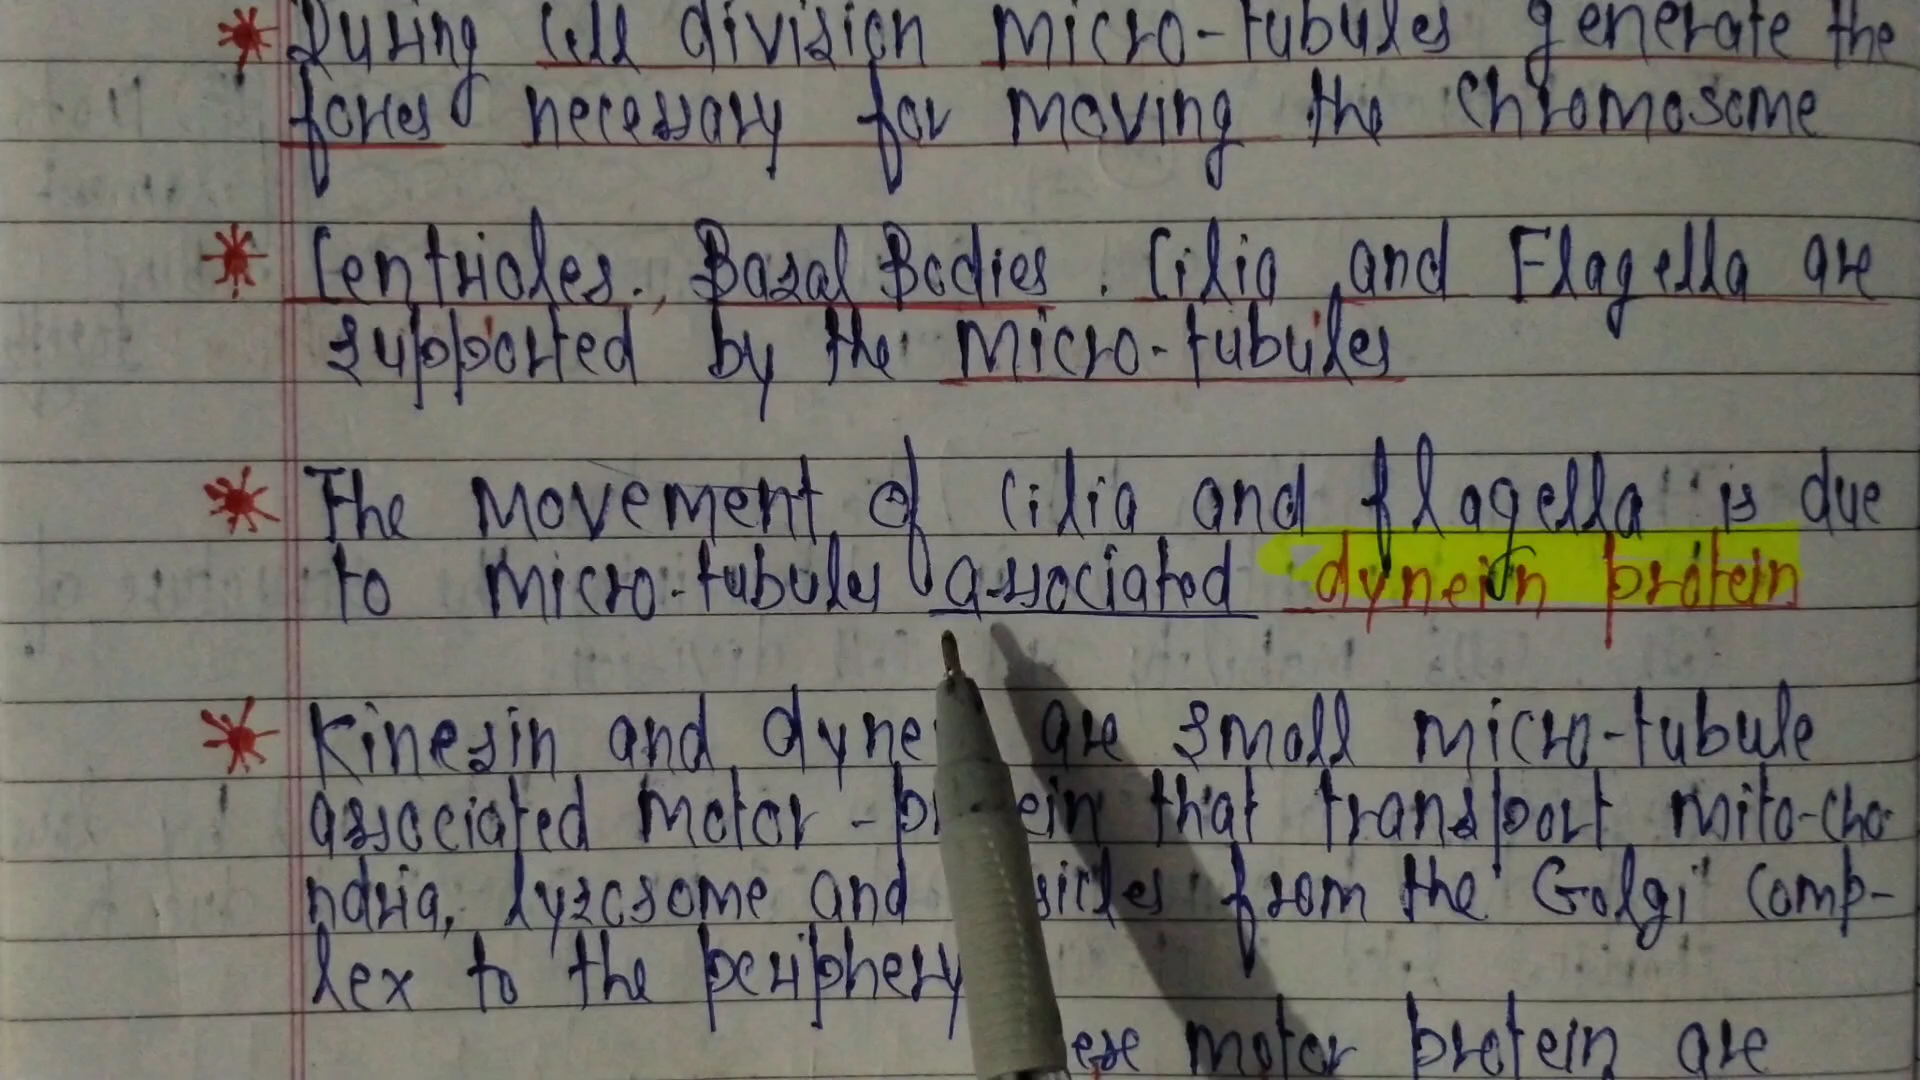 During Cell division micro-tubules generate the
forces necessary for moving the chromosome
Centrioles, Basal Bodies, Cilia and Flagella are
supported by the Micro-tubules
The movement of cilia and flagella is due
to micro-tubules associated dynein protein
Kinesin and are small micro-tubule
associated motor - that transport mito-cho-
ndria, lysosome and from the Golgi comp-
lex to the periphery
motor protein are